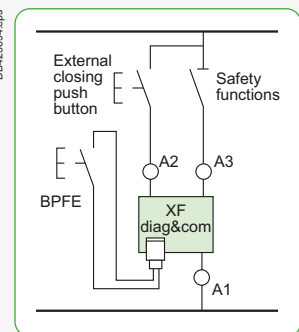 External
closing
push
button
Safety
functions
A2
A3
BPFE
XF
diag&com
A1